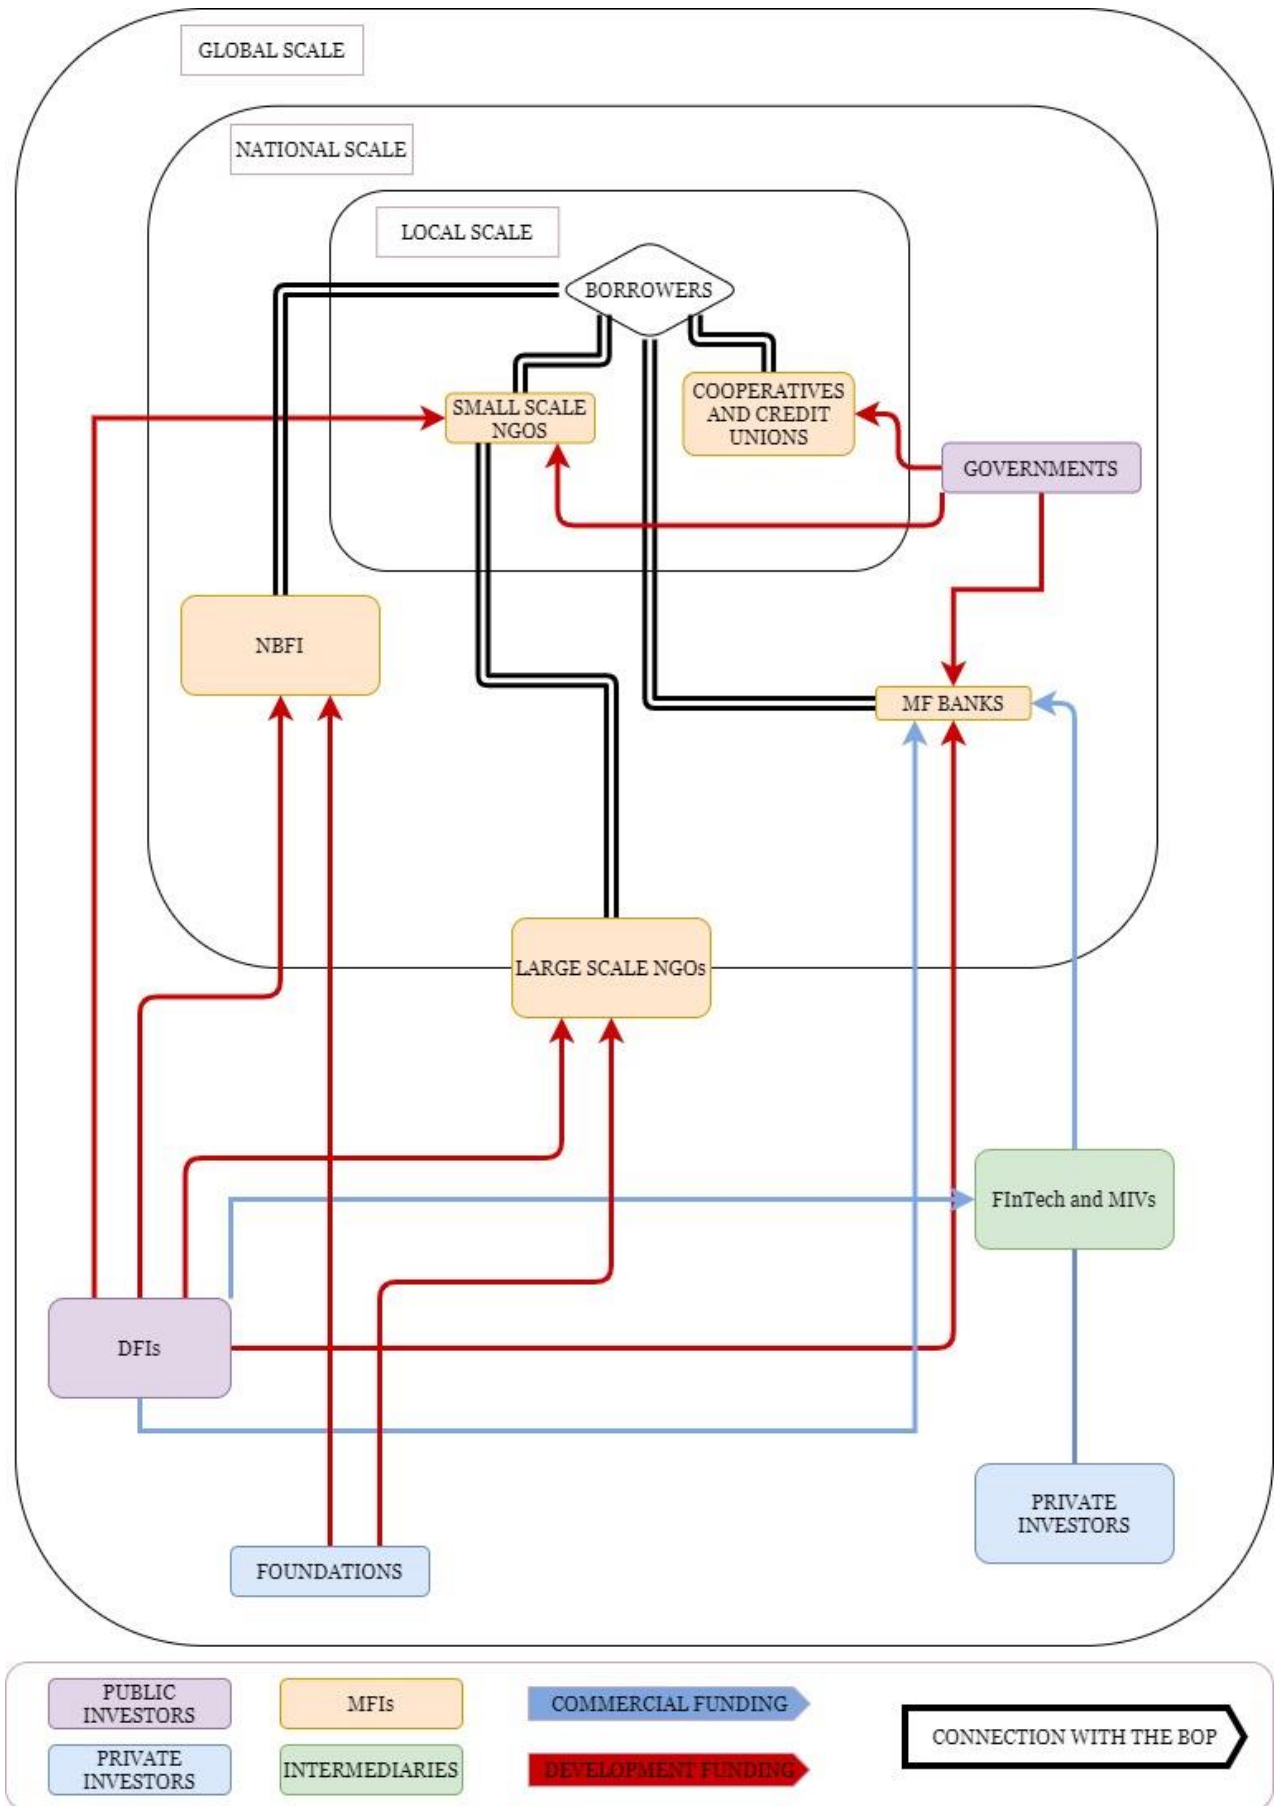 GLOBAL SCALE
NATIONAL SCALE
LOCAL SCALE
BORROWERS
SMALL SCALE
NGOS
COOPERATIVES
AND CREDIT
UNIONS
GOVERNMENTS
NBFI
MF BANKS
LARGE SCALE NGOs
FInTech and MIVs
DFIs
PRIVATE
INVESTORS
FOUNDATIONS
PUBLIC
INVESTORS
MFIs
COMMERCIAL FUNDING
CONNECTION WITH THE BOP
PRIVATE
INVESTORS
INTERMEDIARIES
DEVELOPMENT FUNDING